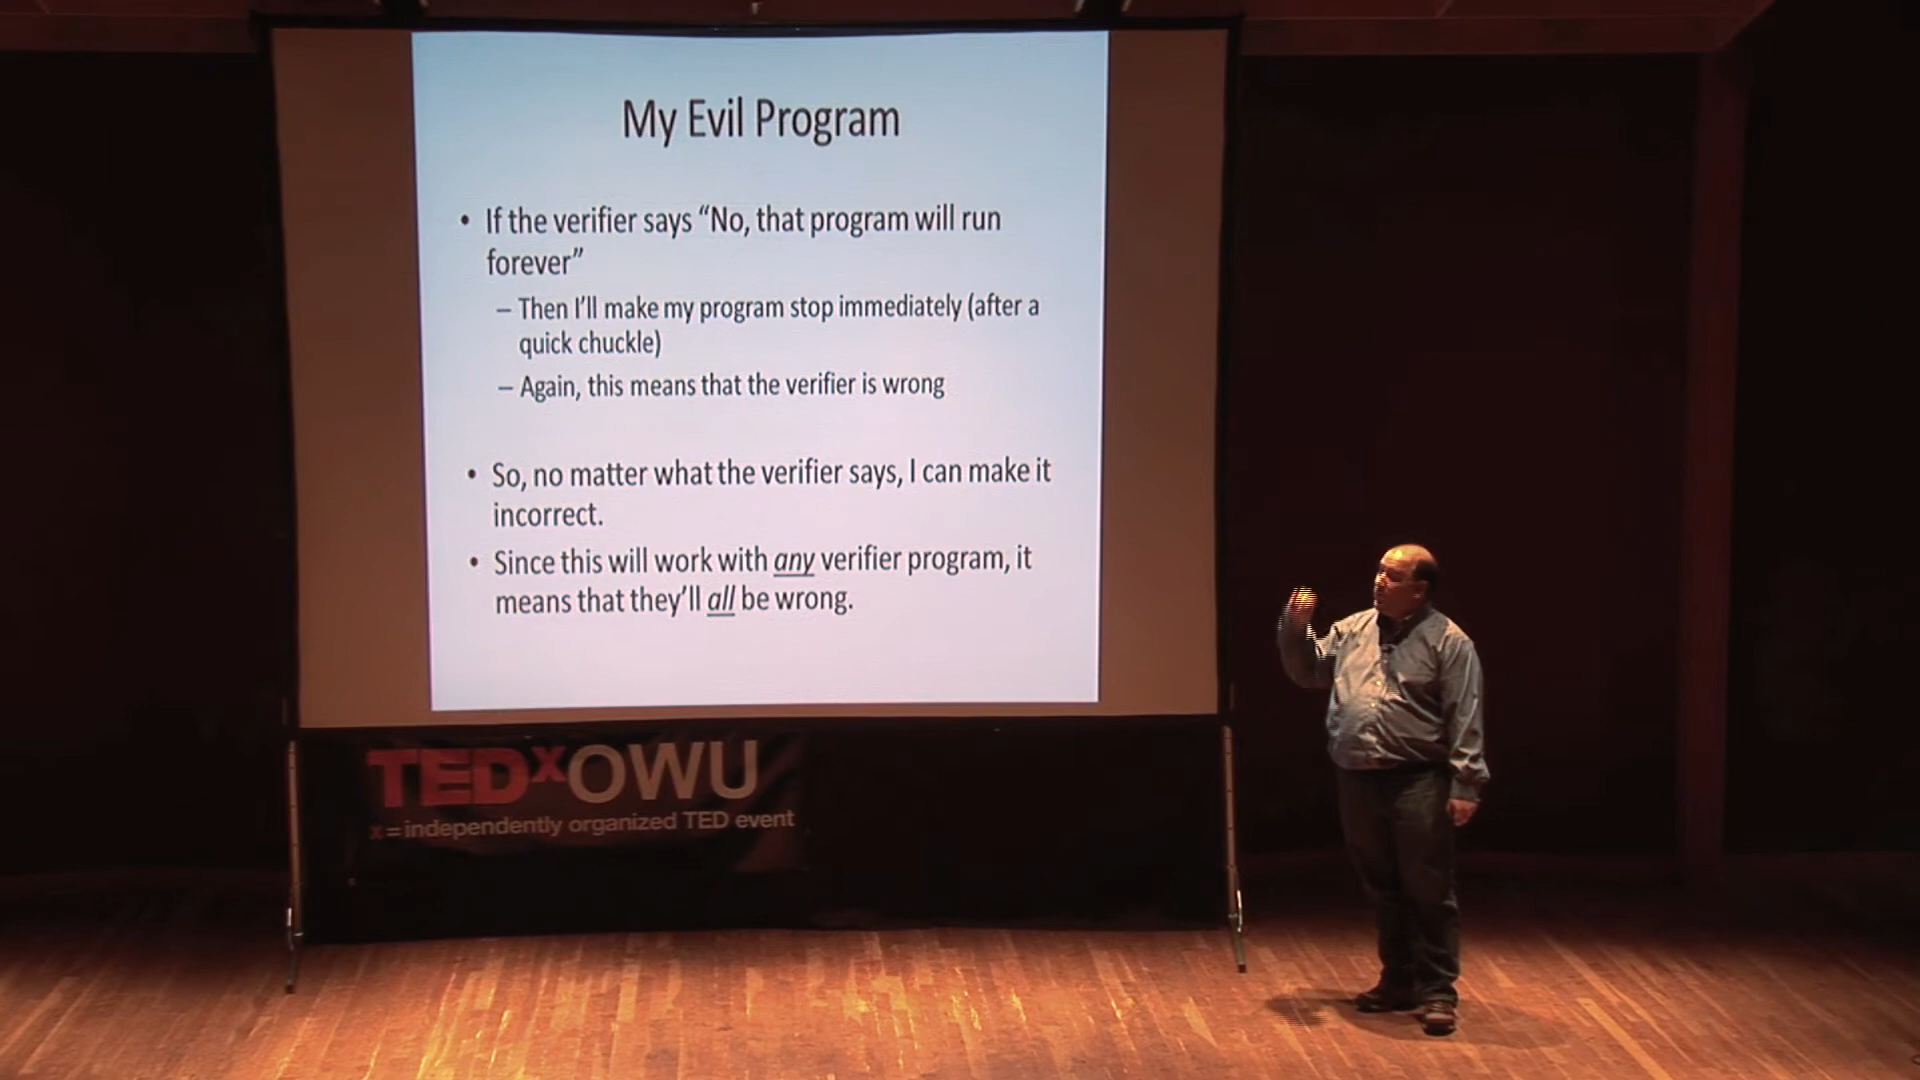 My Evil Program
• If the verifier says “No, that program will run
forever”
– Then I’ll make my program stop immediately (after a
quick chuckle)
– Again, this means that the verifier is wrong
• So, no matter what the verifier says, I can make it
incorrect.
• Since this will work with any verifier program, it
means that they’ll all be wrong.
TEDxOWU
x = independently organized TED event